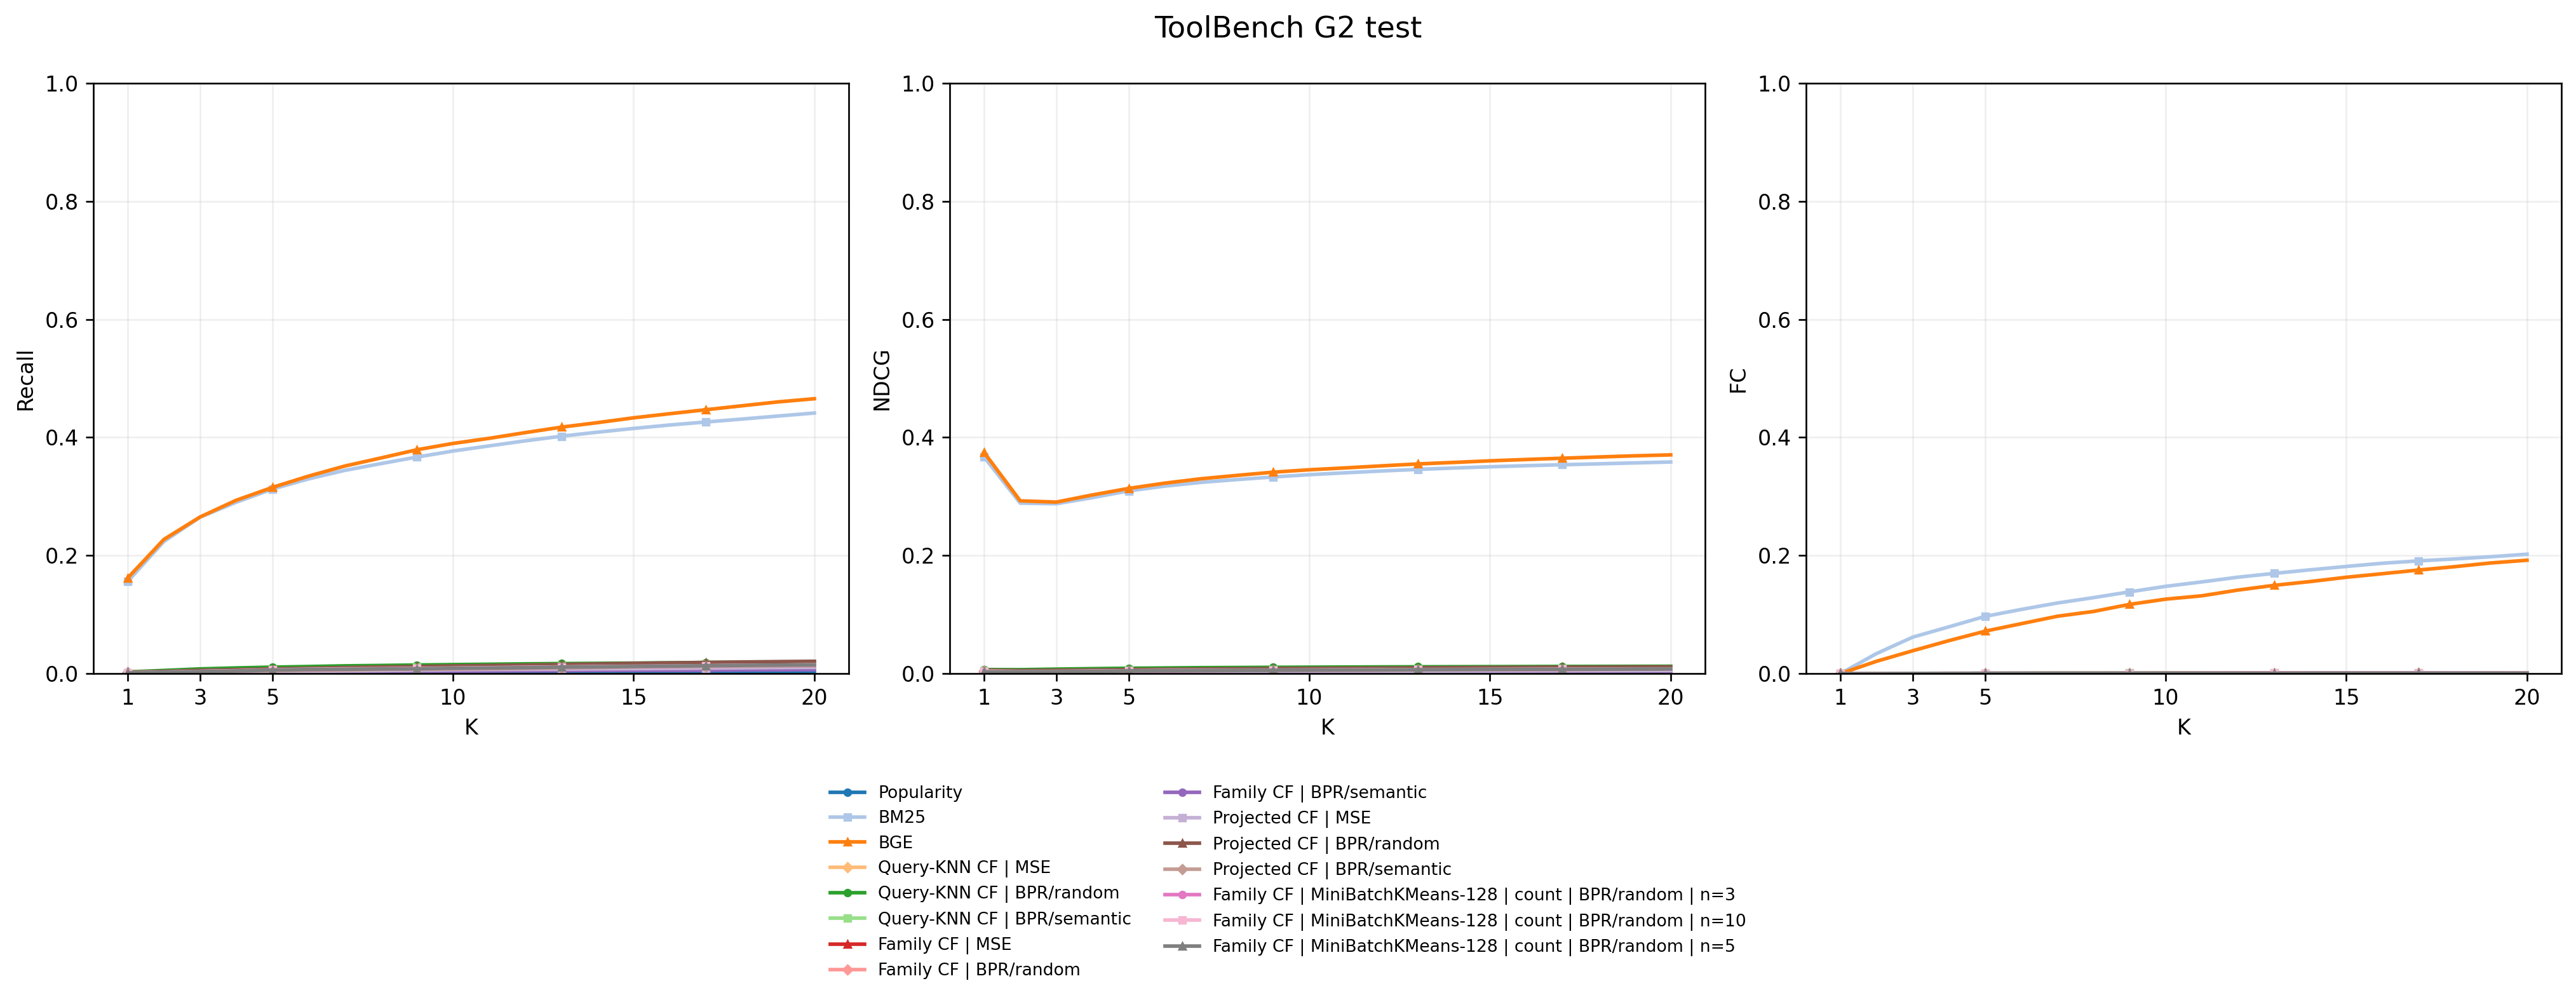 ToolBench G2 test
1.0
0.8
0.6
0.4
0.2
0.0
Recall
1 3 5 10 15 20
K
1.0
0.8
0.6
0.4
0.2
0.0
NDCG
1 3 5 10 15 20
K
1.0
0.8
0.6
0.4
0.2
0.0
FC
1 3 5 10 15 20
K
Popularity
BM25
BGE
Query-KNN CF | MSE
Query-KNN CF | BPR/random
Query-KNN CF | BPR/semantic
Family CF | MSE
Family CF | BPR/random
Family CF | BPR/semantic
Projected CF | MSE
Projected CF | BPR/random
Projected CF | BPR/semantic
Family CF | MiniBatchKMeans-128 | count | BPR/random | n=3
Family CF | MiniBatchKMeans-128 | count | BPR/random | n=10
Family CF | MiniBatchKMeans-128 | count | BPR/random | n=5